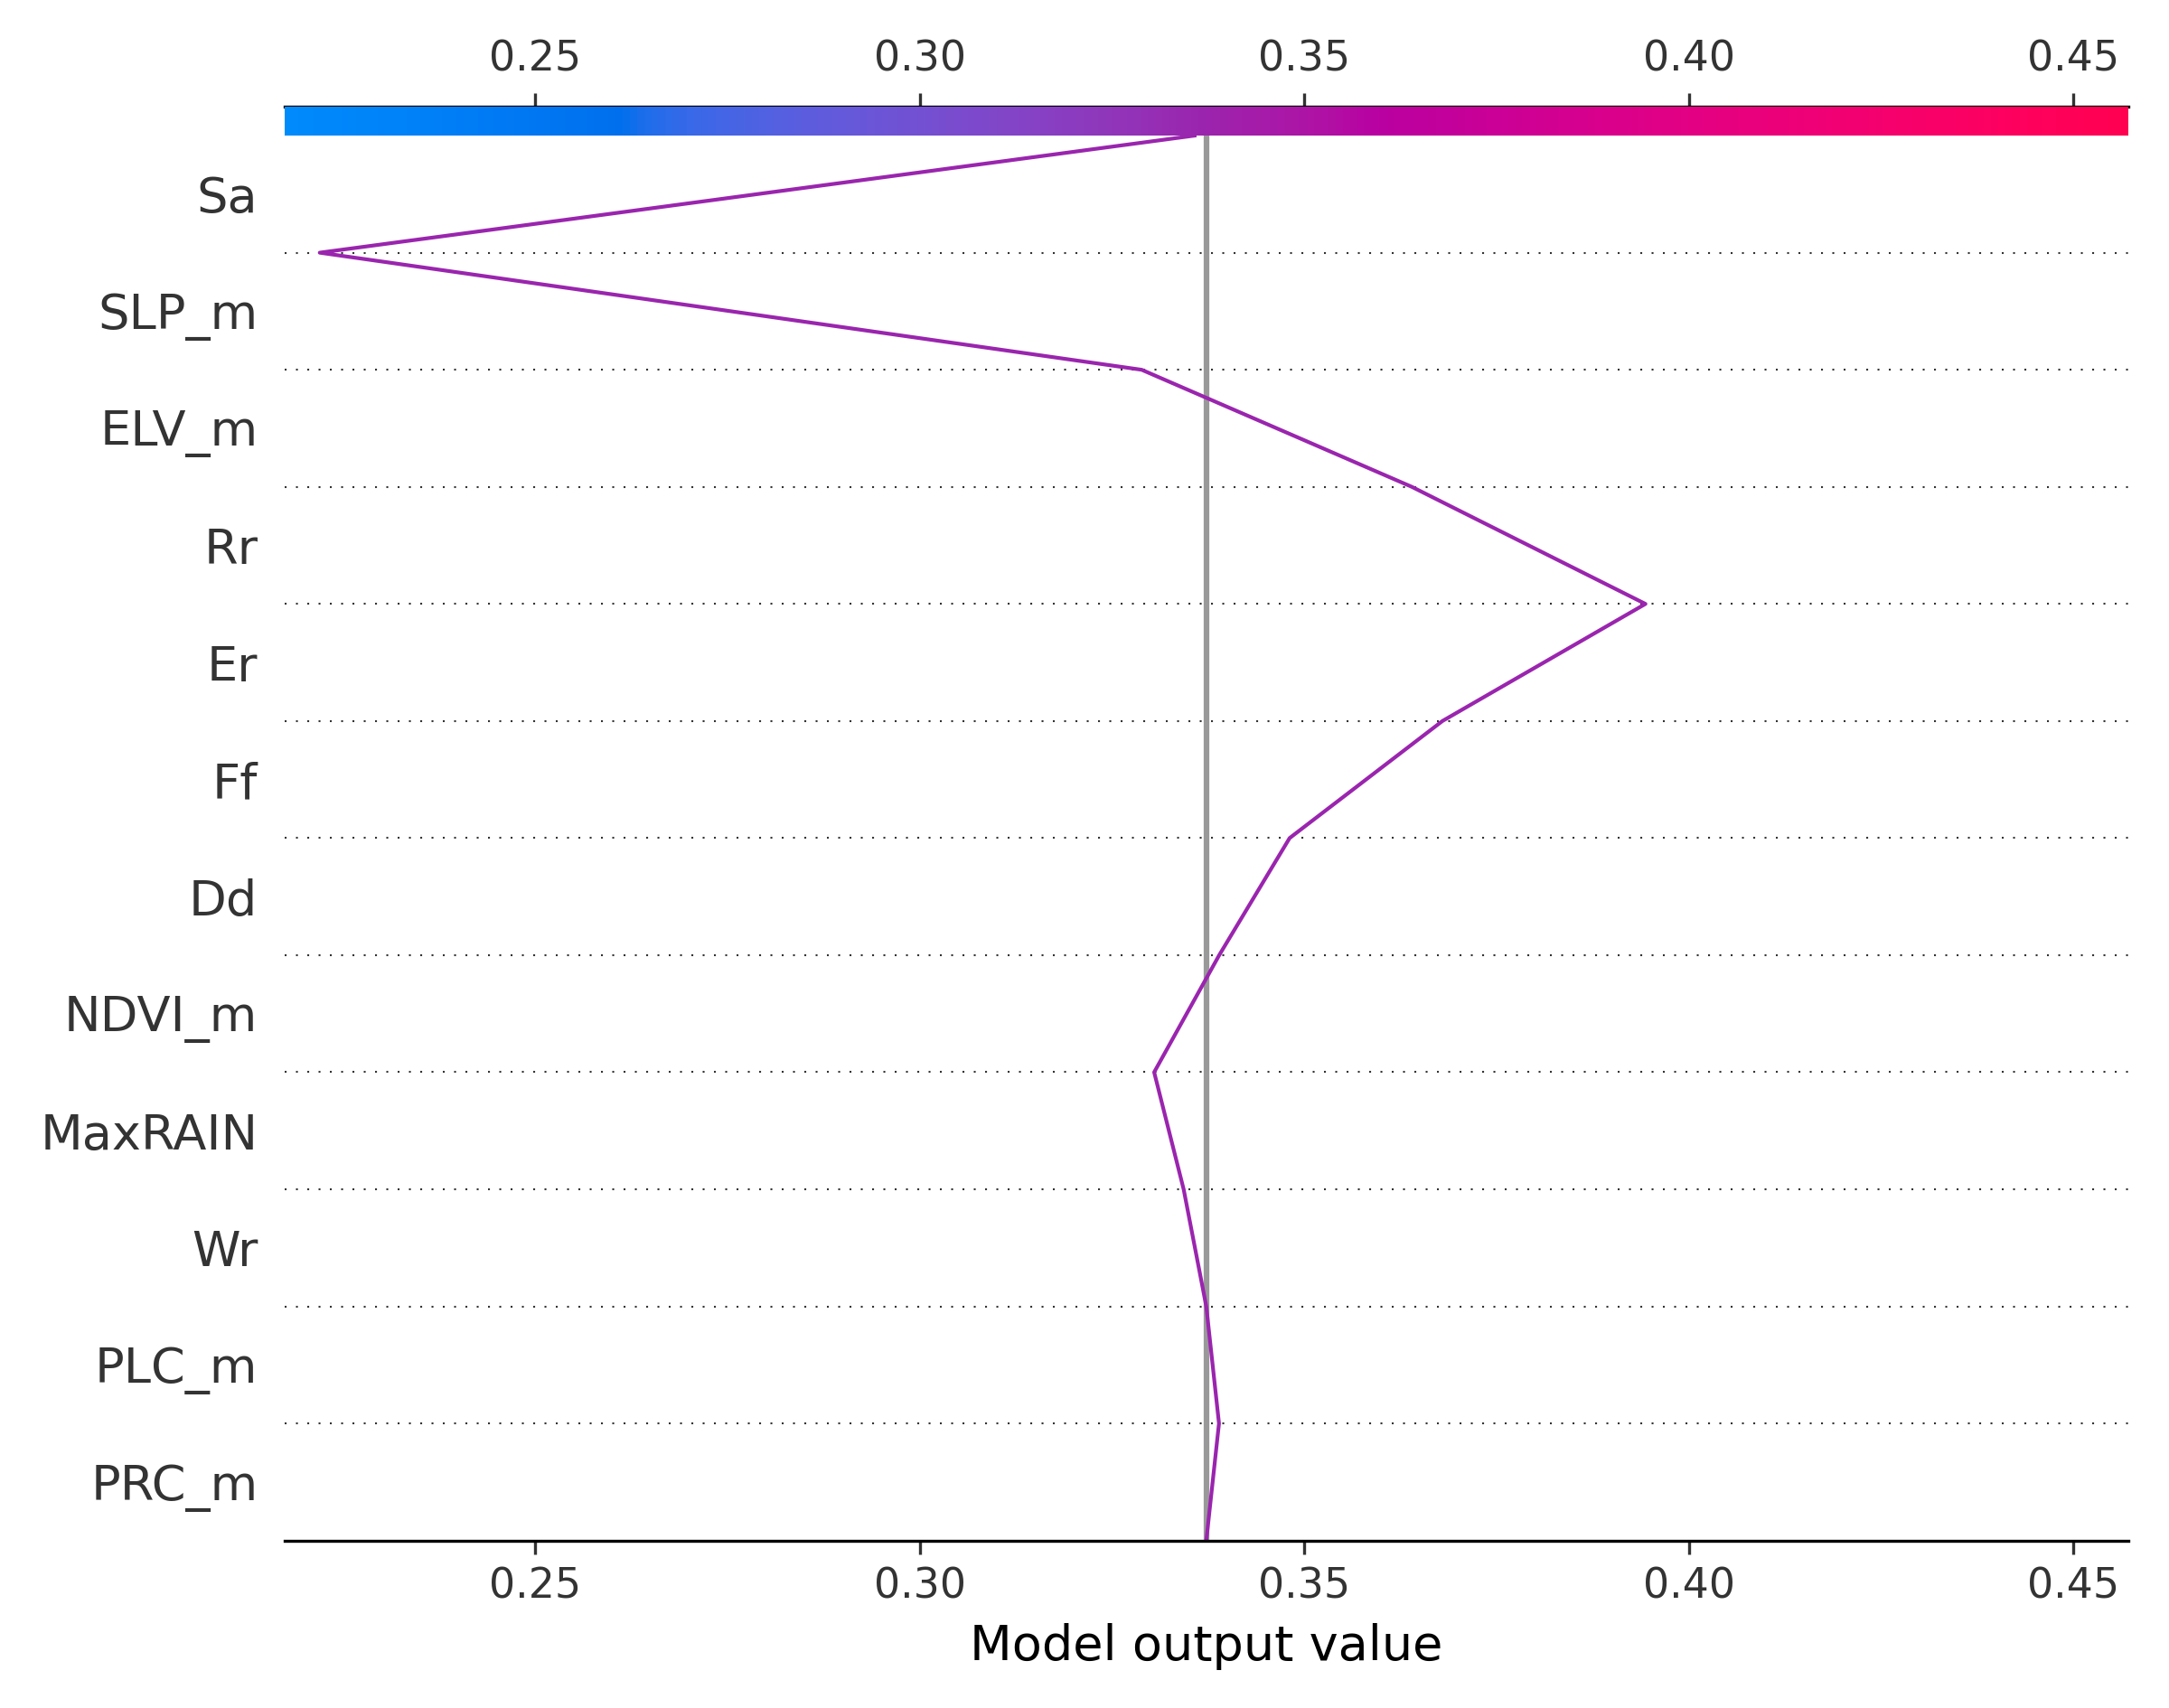 0.25 0.30 0.35 0.40 0.45
Sa
SLP_m
ELV_m
Rr
Er
Ff
Dd
NDVI_m
MaxRAIN
Wr
PLC_m
PRC_m
0.25 0.30 0.35 0.40 0.45
Model output value